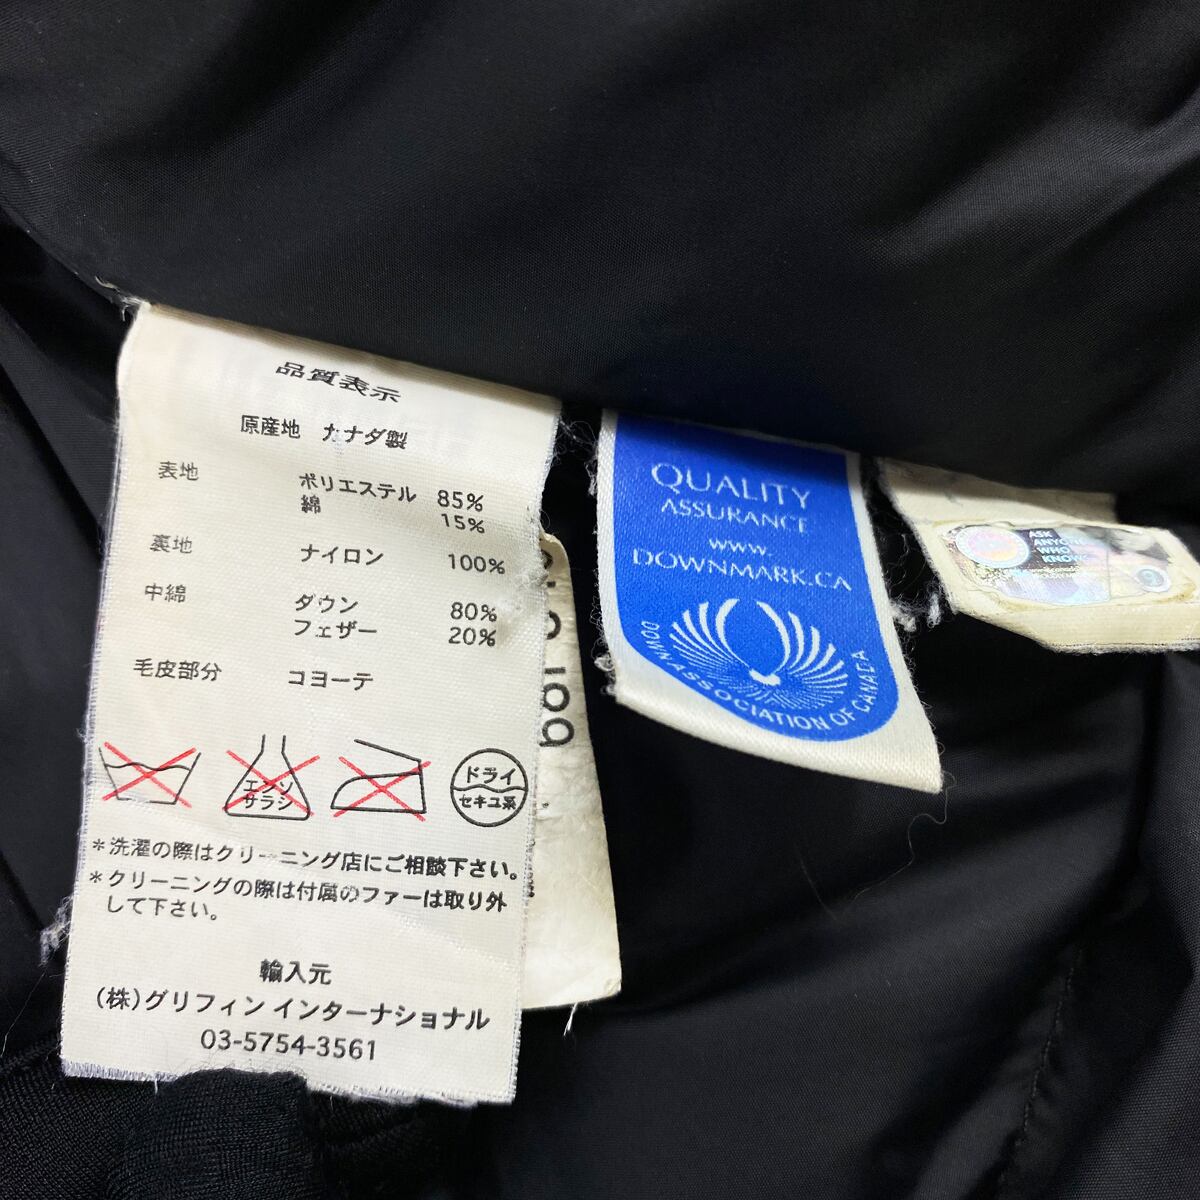 品質表示
原産地 カナダ製
表地 ポリエステル 85%
綿 15%
裏地 ナイロン 100%
中綿 ダウン 80%
フェザー 20%
毛皮部分 コヨーテ
エンソ
サラシ
ドライ
セキユ系
*洗濯の際はクリーニング店にご相談下さい。
*クリーニングの際は付属のファーは取り外
して下さい。
輸入元
(株)グリフィン インターナショナル
03-5754-3561
QUALITY
ASSURANCE
www.
DOWNMARK.CA
DOWN ASSOCIATION OF CANADA
ASK
ANYONE
WHO
KNOWS